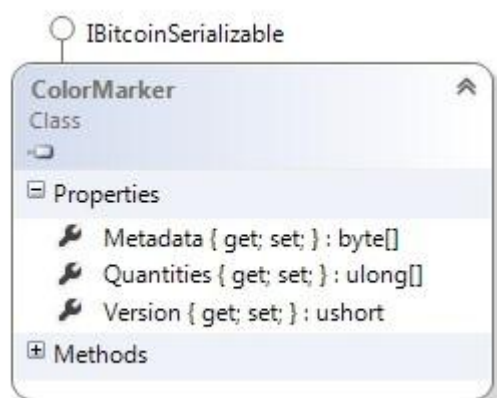 IBitcoinSerializable
ColorMarker
Class
Properties
Metadata { get; set; } : byte[]
Quantities { get; set; } : ulong[]
Version { get; set; } : ushort
Methods